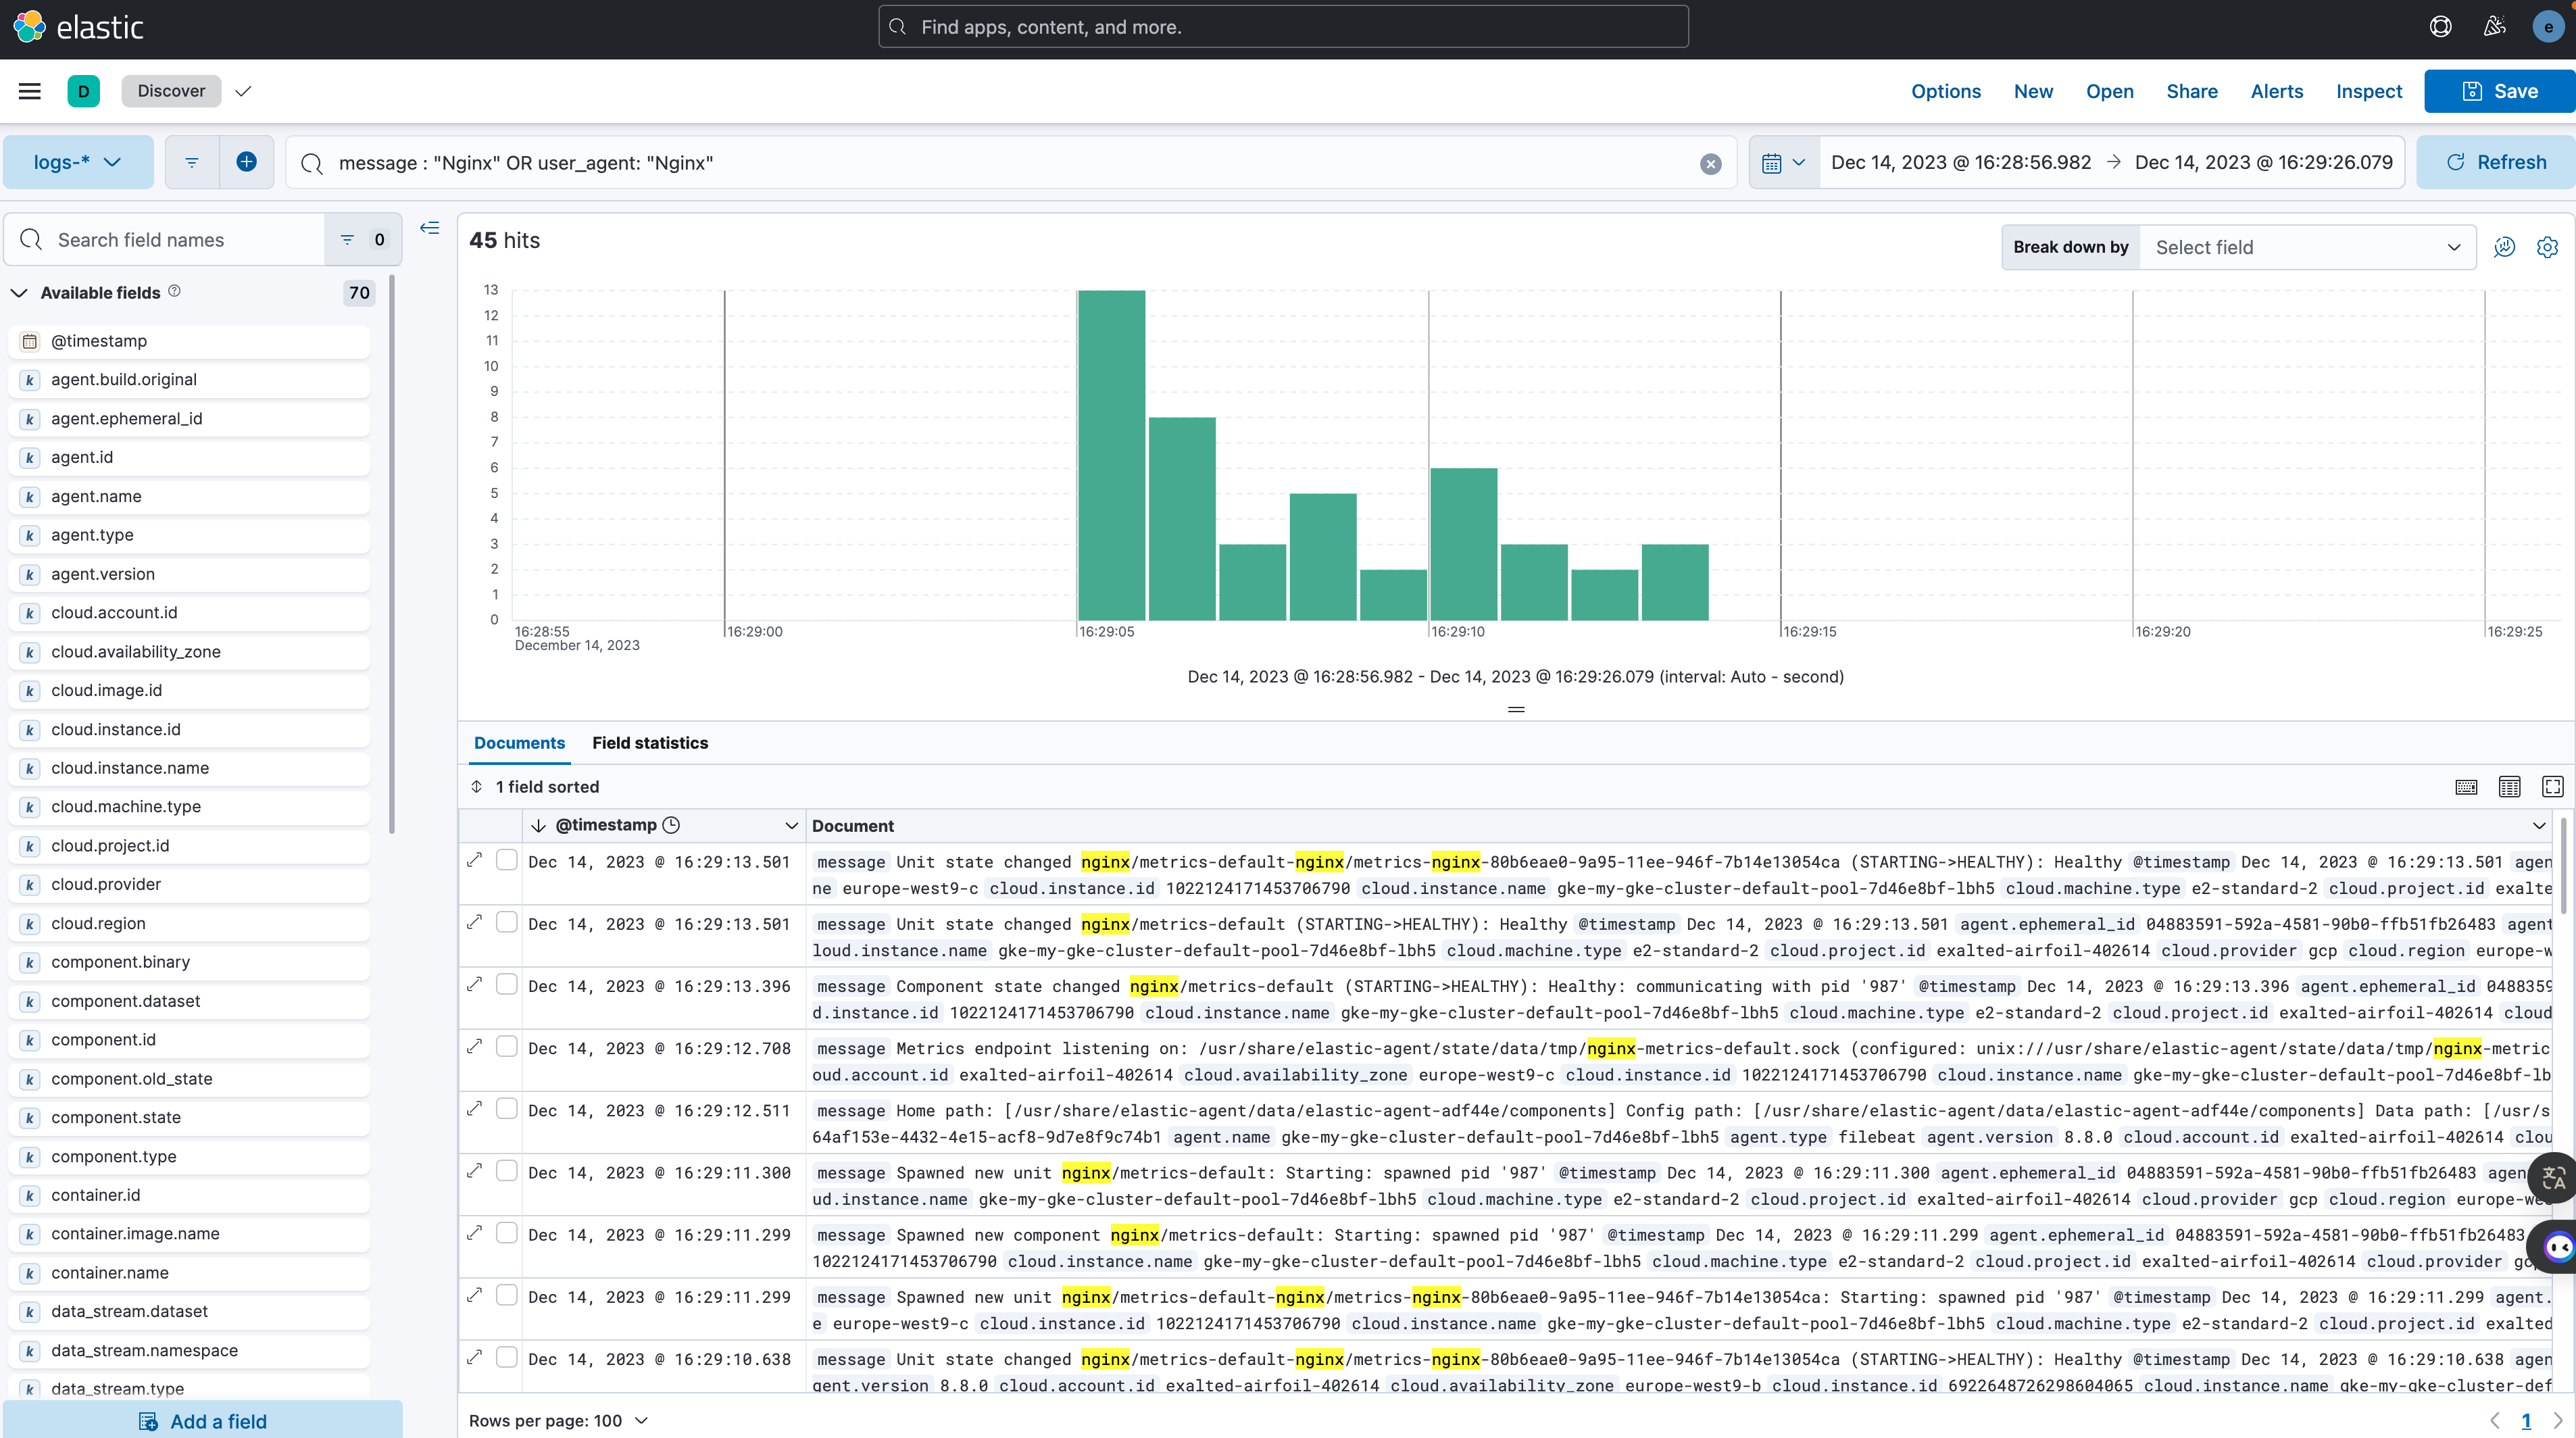 elastic
Find apps, content, and more.
e
D
Discover
Options New Open Share Alerts Inspect Save
logs-*
message : "Nginx" OR user_agent: "Nginx"
Dec 14, 2023 @ 16:28:56.982 → Dec 14, 2023 @ 16:29:26.079
Refresh
Search field names
0
Available fields
70
@timestamp
k agent.build.original
k agent.ephemeral_id
k agent.id
k agent.name
k agent.type
k agent.version
k cloud.account.id
k cloud.availability_zone
k cloud.image.id
k cloud.instance.id
k cloud.instance.name
k cloud.machine.type
k cloud.project.id
k cloud.provider
k cloud.region
k component.binary
k component.dataset
k component.id
k component.old_state
k component.state
k component.type
k container.id
k container.image.name
k container.name
k data_stream.dataset
k data_stream.namespace
k data_stream.type
Add a field
45 hits
Break down by Select field
13
12
11
10
9
8
7
6
5
4
3
2
1
0
16:28:55 16:29:00 16:29:05 16:29:10 16:29:15 16:29:20 16:29:25
December 14, 2023
Dec 14, 2023 @ 16:28:56.982 - Dec 14, 2023 @ 16:29:26.079 (interval: Auto - second)
Documents Field statistics
1 field sorted
@timestamp Document
Dec 14, 2023 @ 16:29:13.501 message Unit state changed nginx/metrics-default-nginx/metrics-nginx-80b6eae0-9a95-11ee-946f-7b14e13054ca (STARTING->HEALTHY): Healthy @timestamp Dec 14, 2023 @ 16:29:13.501 agen
ne europe-west9-c cloud.instance.id 1022124171453706790 cloud.instance.name gke-my-gke-cluster-default-pool-7d46e8bf-lbh5 cloud.machine.type e2-standard-2 cloud.project.id exalte
Dec 14, 2023 @ 16:29:13.501 message Unit state changed nginx/metrics-default (STARTING->HEALTHY): Healthy @timestamp Dec 14, 2023 @ 16:29:13.501 agent.ephemeral_id 04883591-592a-4581-90b0-ffb51fb26483 agent
loud.instance.name gke-my-gke-cluster-default-pool-7d46e8bf-lbh5 cloud.machine.type e2-standard-2 cloud.project.id exalted-airfoil-402614 cloud.provider gcp cloud.region europe-w
Dec 14, 2023 @ 16:29:13.396 message Component state changed nginx/metrics-default (STARTING->HEALTHY): Healthy: communicating with pid '987' @timestamp Dec 14, 2023 @ 16:29:13.396 agent.ephemeral_id 0488359
d.instance.id 1022124171453706790 cloud.instance.name gke-my-gke-cluster-default-pool-7d46e8bf-lbh5 cloud.machine.type e2-standard-2 cloud.project.id exalted-airfoil-402614 cloud
Dec 14, 2023 @ 16:29:12.708 message Metrics endpoint listening on: /usr/share/elastic-agent/state/data/tmp/nginx-metrics-default.sock (configured: unix:///usr/share/elastic-agent/state/data/tmp/nginx-metric
oud.account.id exalted-airfoil-402614 cloud.availability_zone europe-west9-c cloud.instance.id 1022124171453706790 cloud.instance.name gke-my-gke-cluster-default-pool-7d46e8bf-lb
Dec 14, 2023 @ 16:29:12.511 message Home path: [/usr/share/elastic-agent/data/elastic-agent-adf44e/components] Config path: [/usr/share/elastic-agent/data/elastic-agent-adf44e/components] Data path: [/usr/s
64af153e-4432-4e15-acf8-9d7e8f9c74b1 agent.name gke-my-gke-cluster-default-pool-7d46e8bf-lbh5 agent.type filebeat agent.version 8.8.0 cloud.account.id exalted-airfoil-402614 clou
Dec 14, 2023 @ 16:29:11.300 message Spawned new unit nginx/metrics-default: Starting: spawned pid '987' @timestamp Dec 14, 2023 @ 16:29:11.300 agent.ephemeral_id 04883591-592a-4581-90b0-ffb51fb26483 agen
ud.instance.name gke-my-gke-cluster-default-pool-7d46e8bf-lbh5 cloud.machine.type e2-standard-2 cloud.project.id exalted-airfoil-402614 cloud.provider gcp cloud.region europe-we
Dec 14, 2023 @ 16:29:11.299 message Spawned new component nginx/metrics-default: Starting: spawned pid '987' @timestamp Dec 14, 2023 @ 16:29:11.299 agent.ephemeral_id 04883591-592a-4581-90b0-ffb51fb26483
1022124171453706790 cloud.instance.name gke-my-gke-cluster-default-pool-7d46e8bf-lbh5 cloud.machine.type e2-standard-2 cloud.project.id exalted-airfoil-402614 cloud.provider gc
Dec 14, 2023 @ 16:29:11.299 message Spawned new unit nginx/metrics-default-nginx/metrics-nginx-80b6eae0-9a95-11ee-946f-7b14e13054ca: Starting: spawned pid '987' @timestamp Dec 14, 2023 @ 16:29:11.299 agent.
e europe-west9-c cloud.instance.id 1022124171453706790 cloud.instance.name gke-my-gke-cluster-default-pool-7d46e8bf-lbh5 cloud.machine.type e2-standard-2 cloud.project.id exalted
Dec 14, 2023 @ 16:29:10.638 message Unit state changed nginx/metrics-default-nginx/metrics-nginx-80b6eae0-9a95-11ee-946f-7b14e13054ca (STARTING->HEALTHY): Healthy @timestamp Dec 14, 2023 @ 16:29:10.638 agen
gent.version 8.8.0 cloud.account.id exalted-airfoil-402614 cloud.availability_zone europe-west9-b cloud.instance.id 6922648726298604065 cloud.instance.name gke-my-gke-cluster-def
Rows per page: 100
1